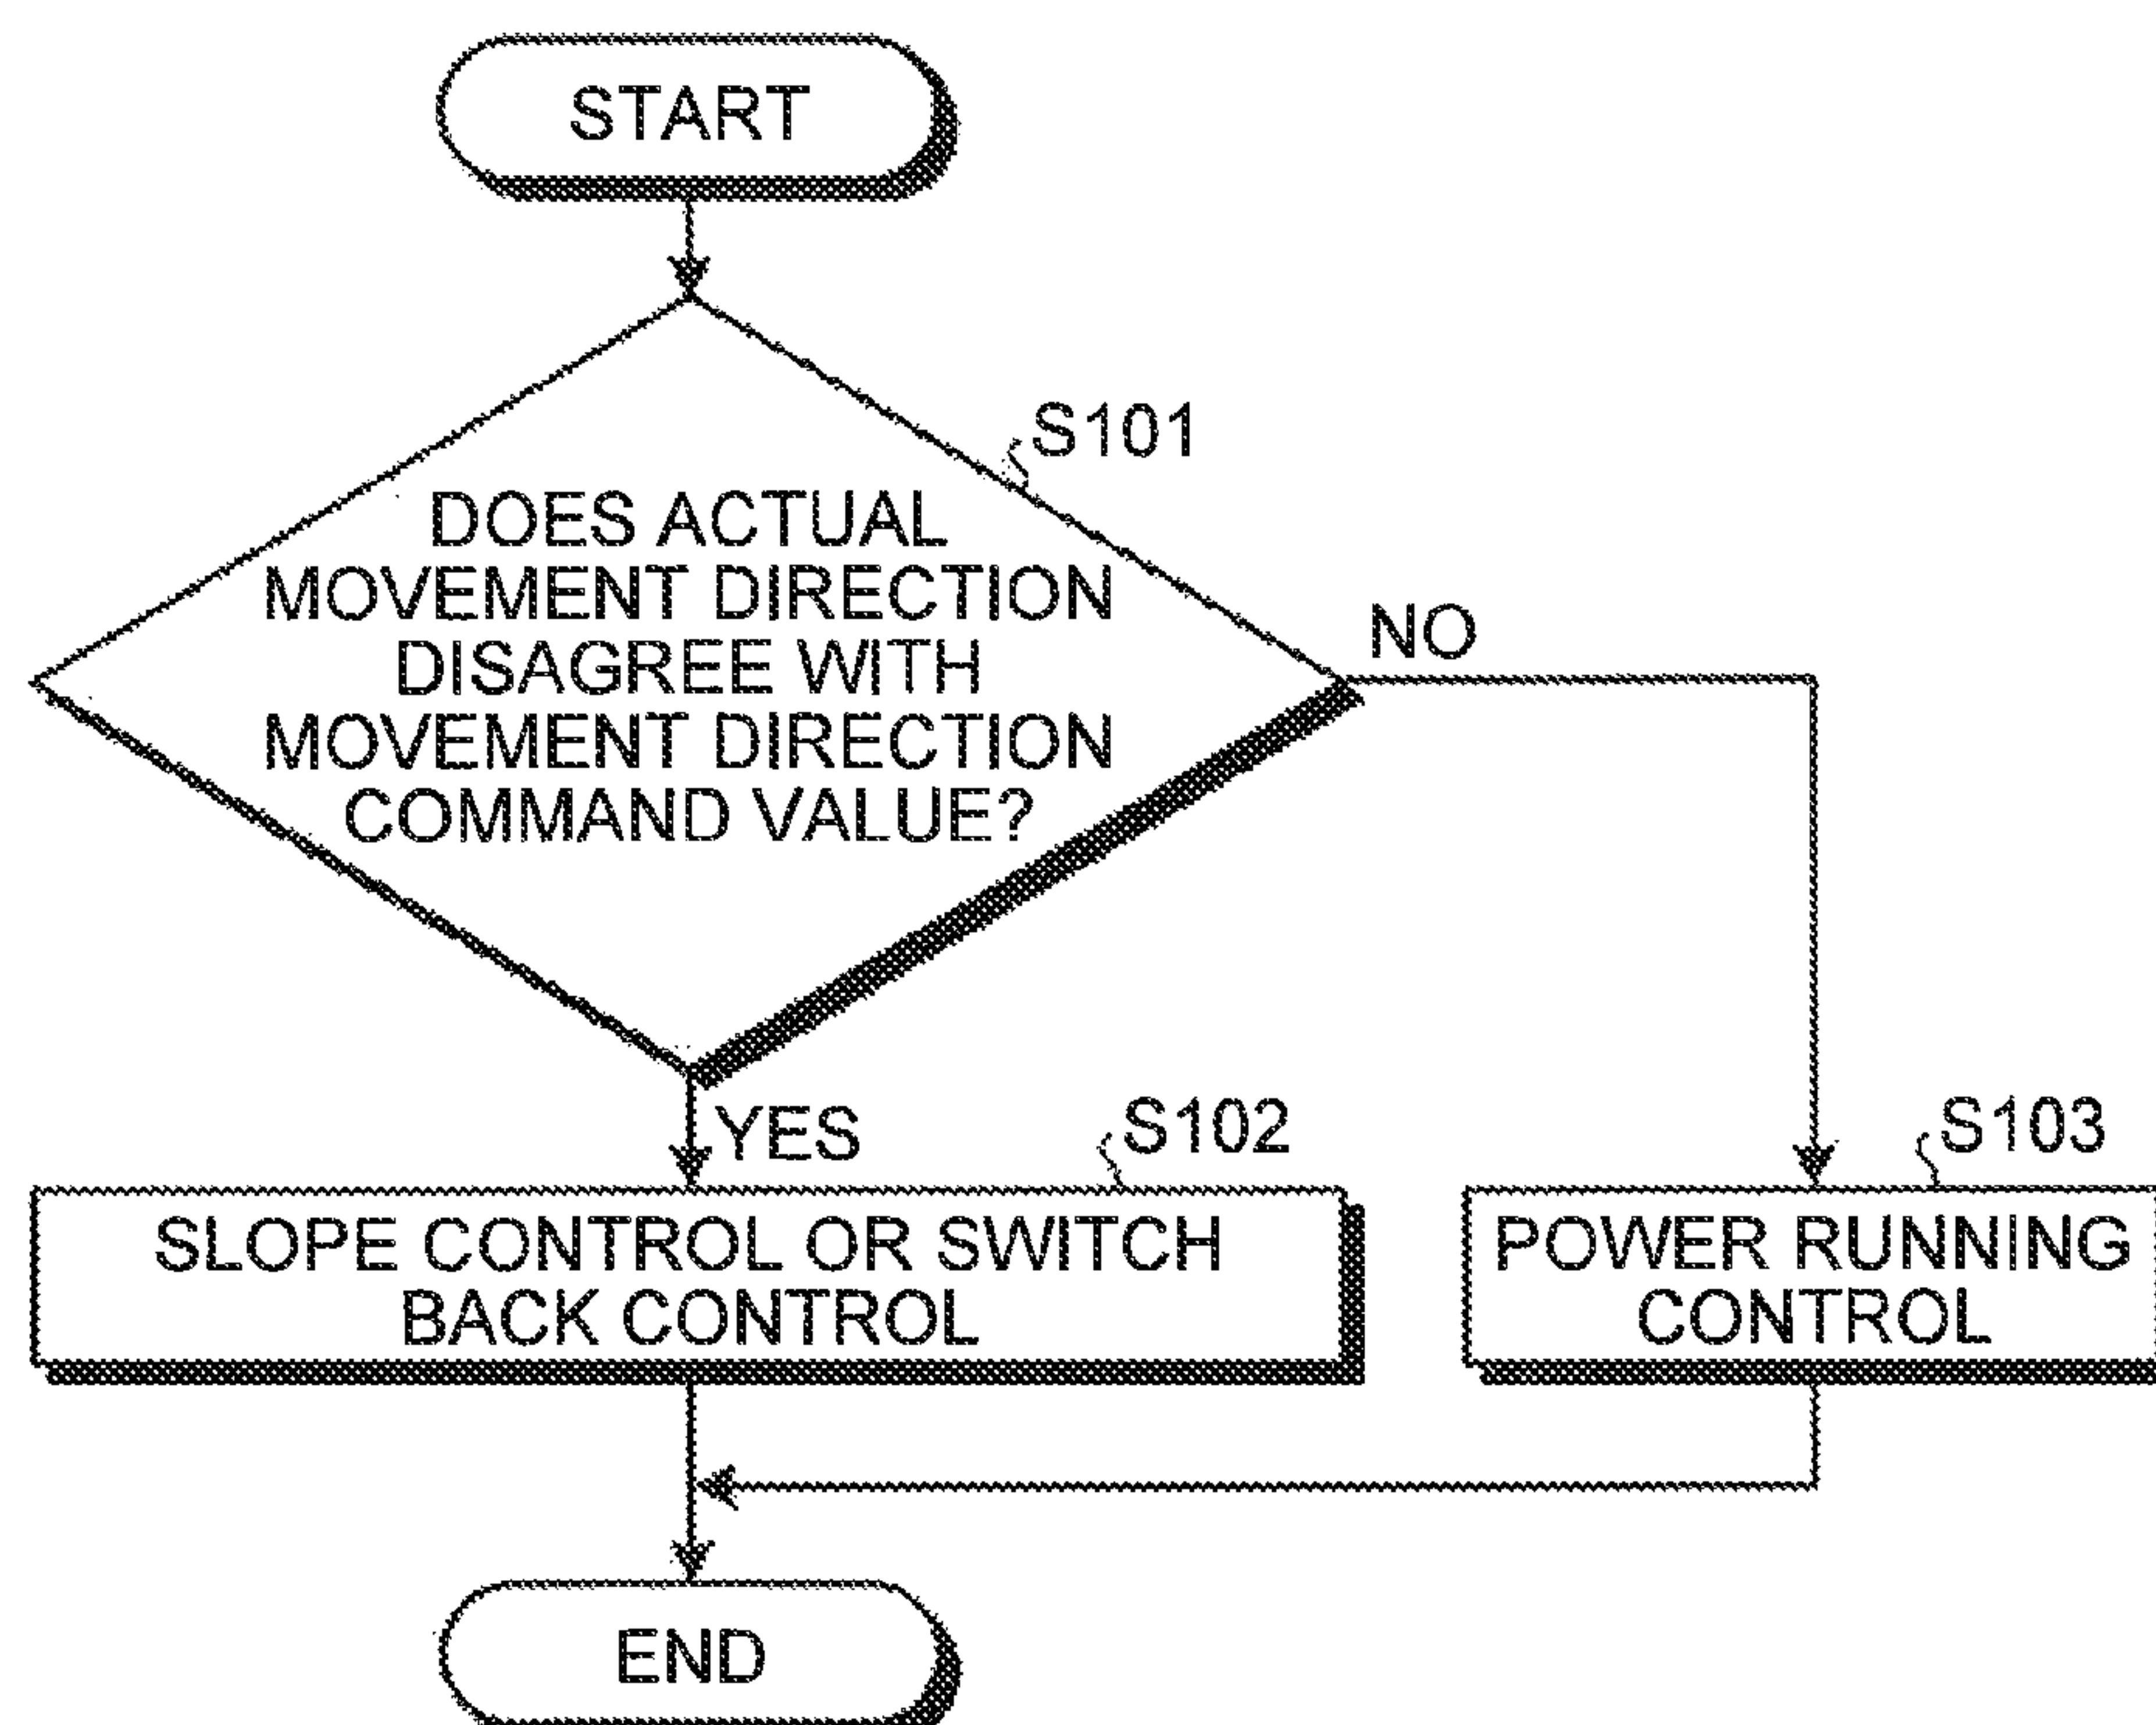 START
S101
DOES ACTUAL
MOVEMENT DIRECTION
DISAGREE WITH
MOVEMENT DIRECTION
COMMAND VALUE?
NO
YES
S102
SLOPE CONTROL OR SWITCH
BACK CONTROL
S103
POWER RUNNING
CONTROL
END